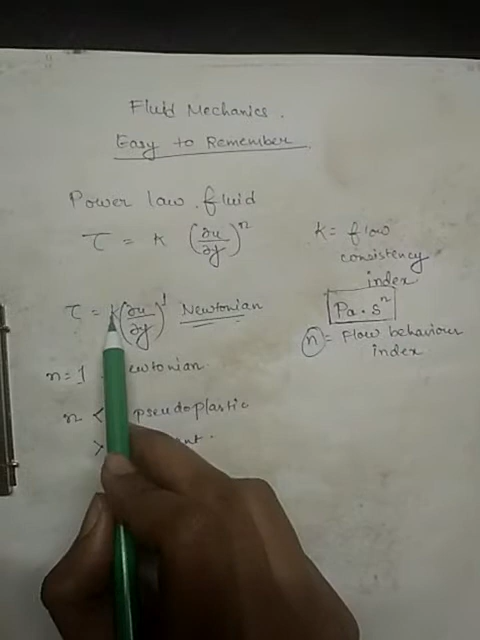 Fluid Mechanics.
Easy to Remember
Power law fluid
τ = k (∂u/∂y)^n
k = flow
consistency
index
Pa.s^n
n = Flow behaviour
index
τ = k(∂u/∂y)^1 Newtonian
n=1
n < pseudoplastic
>